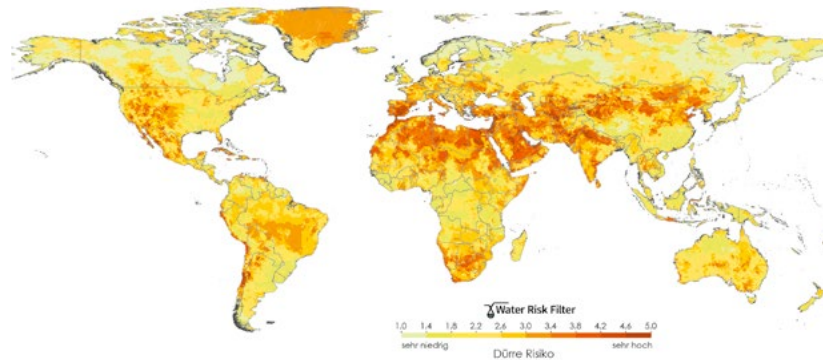 Water Risk Filter
1,0 1,4 1,8 2,2 2,6 3,0 3,4 3,8 4,2 4,6 5,0
sehr niedrig sehr hoch
Dürre Risiko